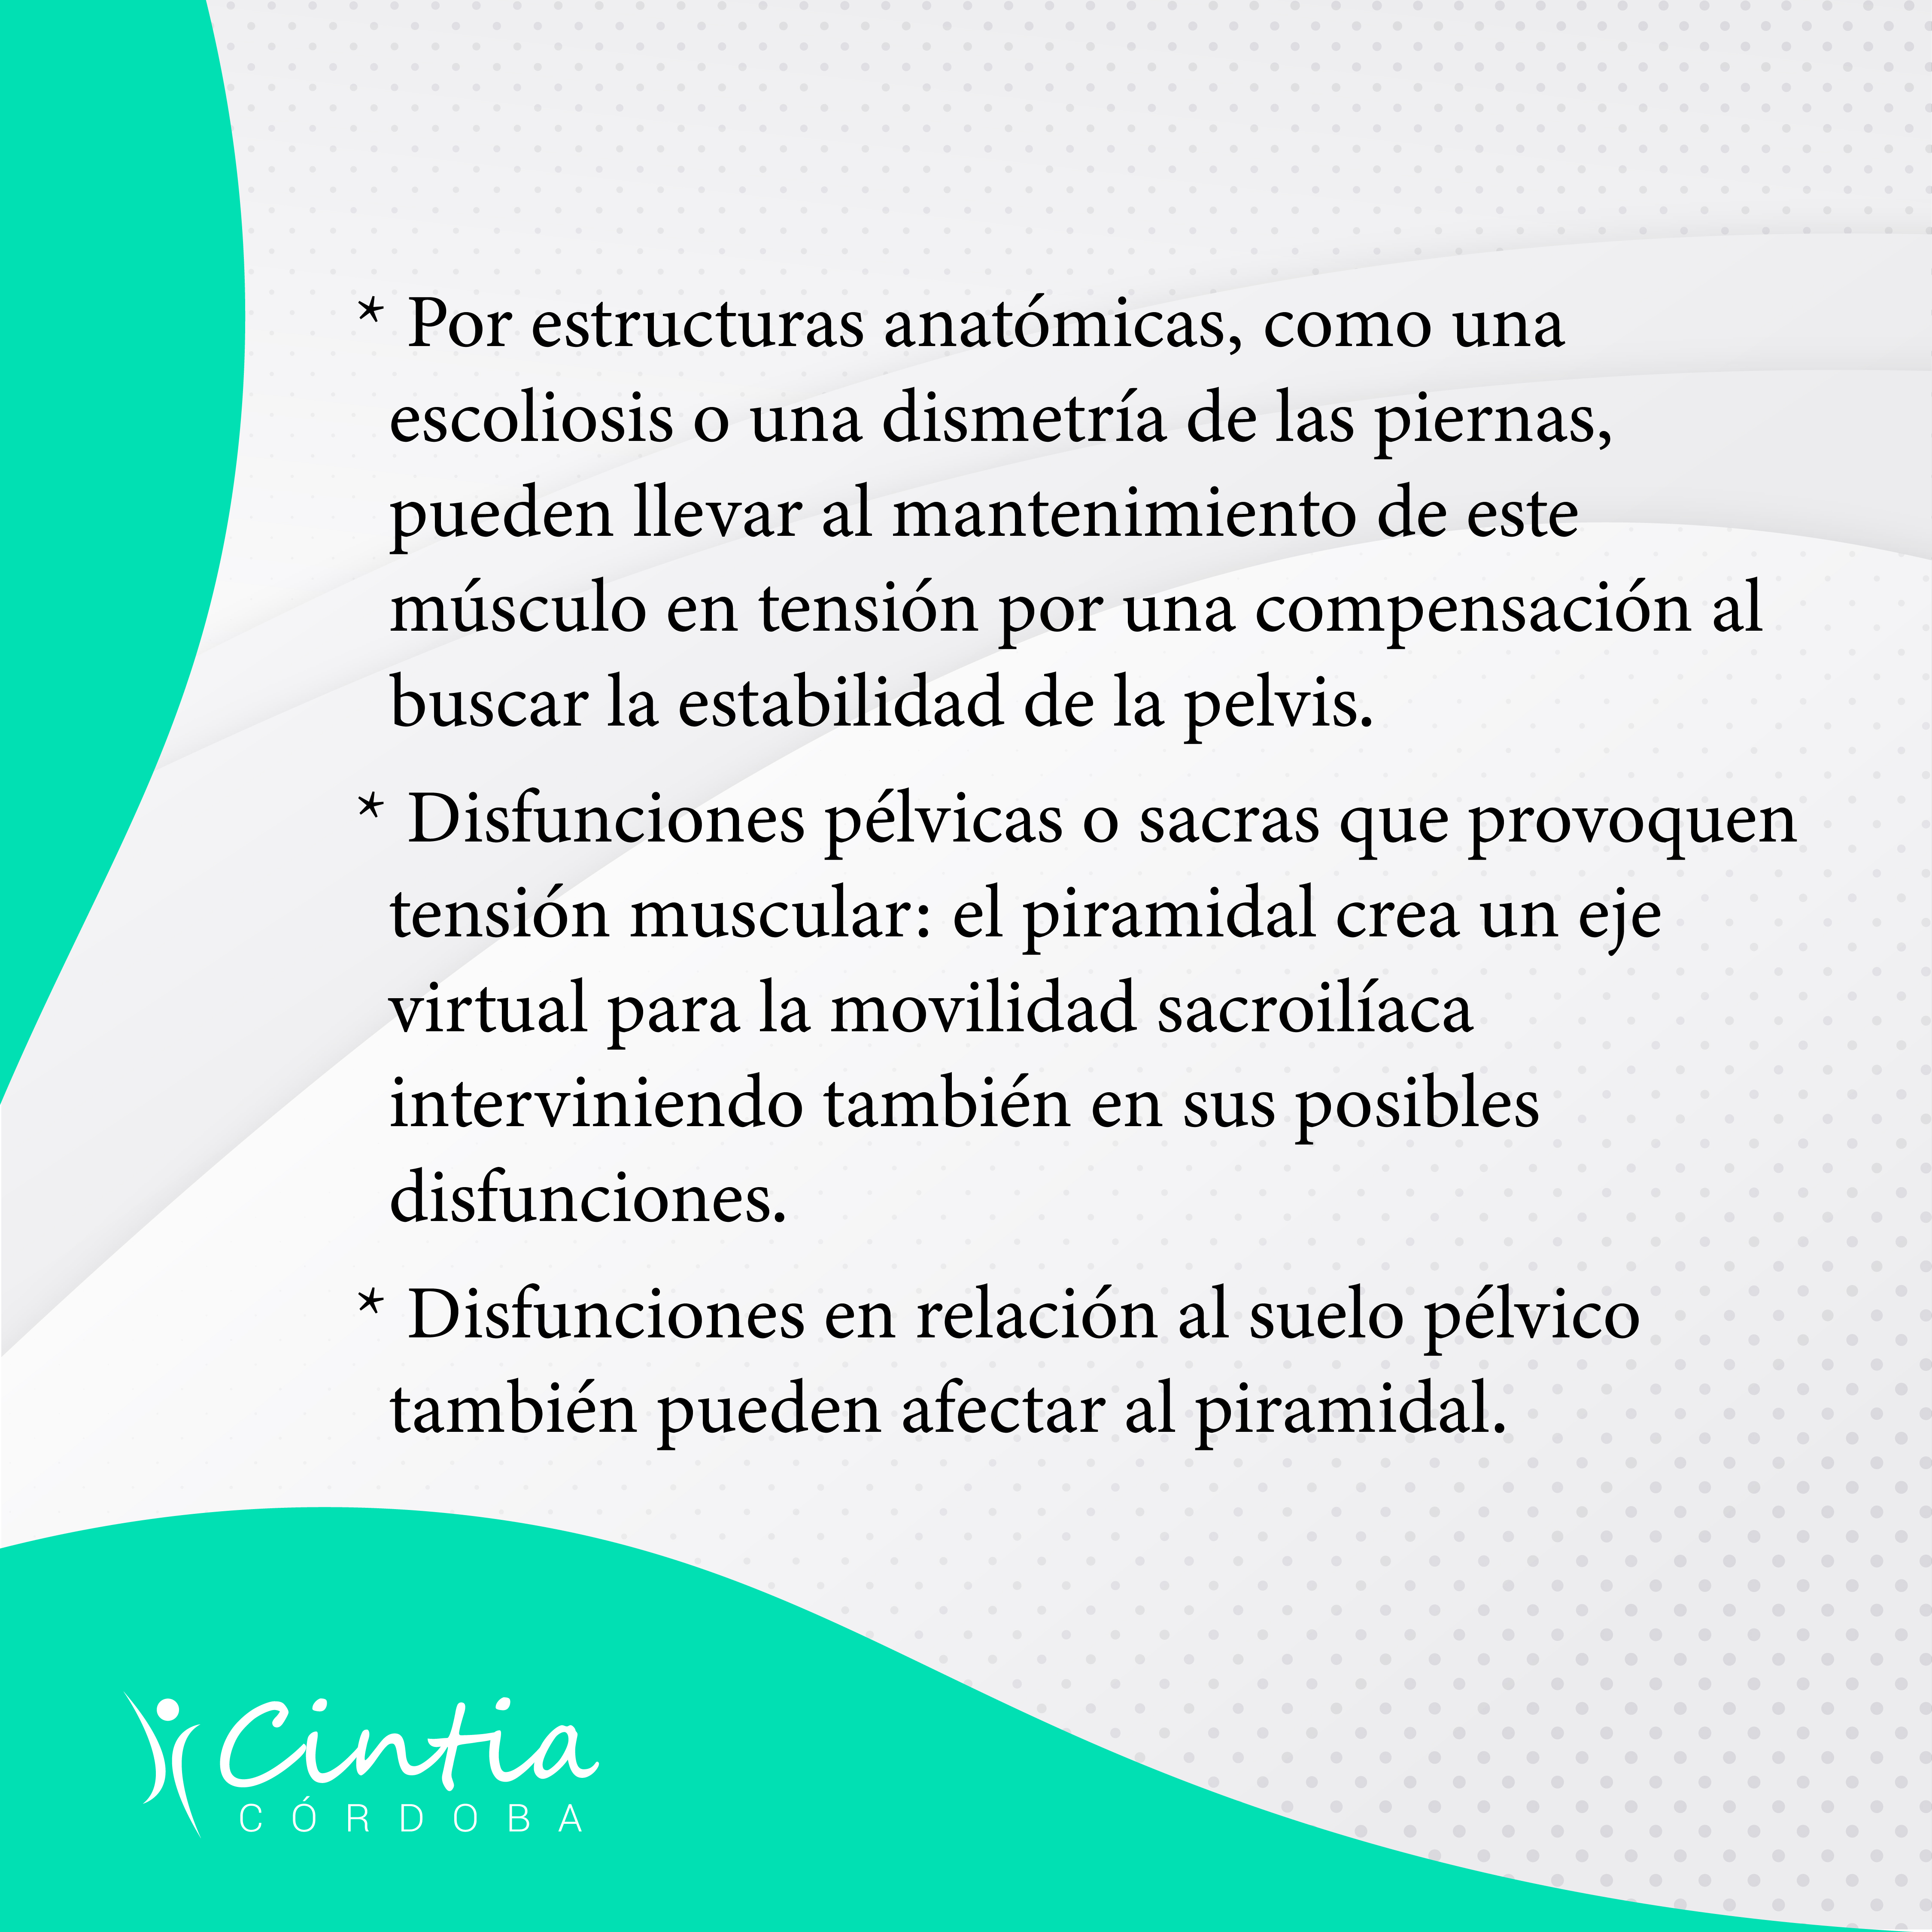 * Por estructuras anatómicas, como una
escoliosis o una dismetría de las piernas,
pueden llevar al mantenimiento de este
músculo en tensión por una compensación al
buscar la estabilidad de la pelvis.
* Disfunciones pélvicas o sacras que provoquen
tensión muscular: el piramidal crea un eje
virtual para la movilidad sacroilíaca
interviniendo también en sus posibles
disfunciones.
* Disfunciones en relación al suelo pélvico
también pueden afectar al piramidal.
Cintia
CÓRDOBA